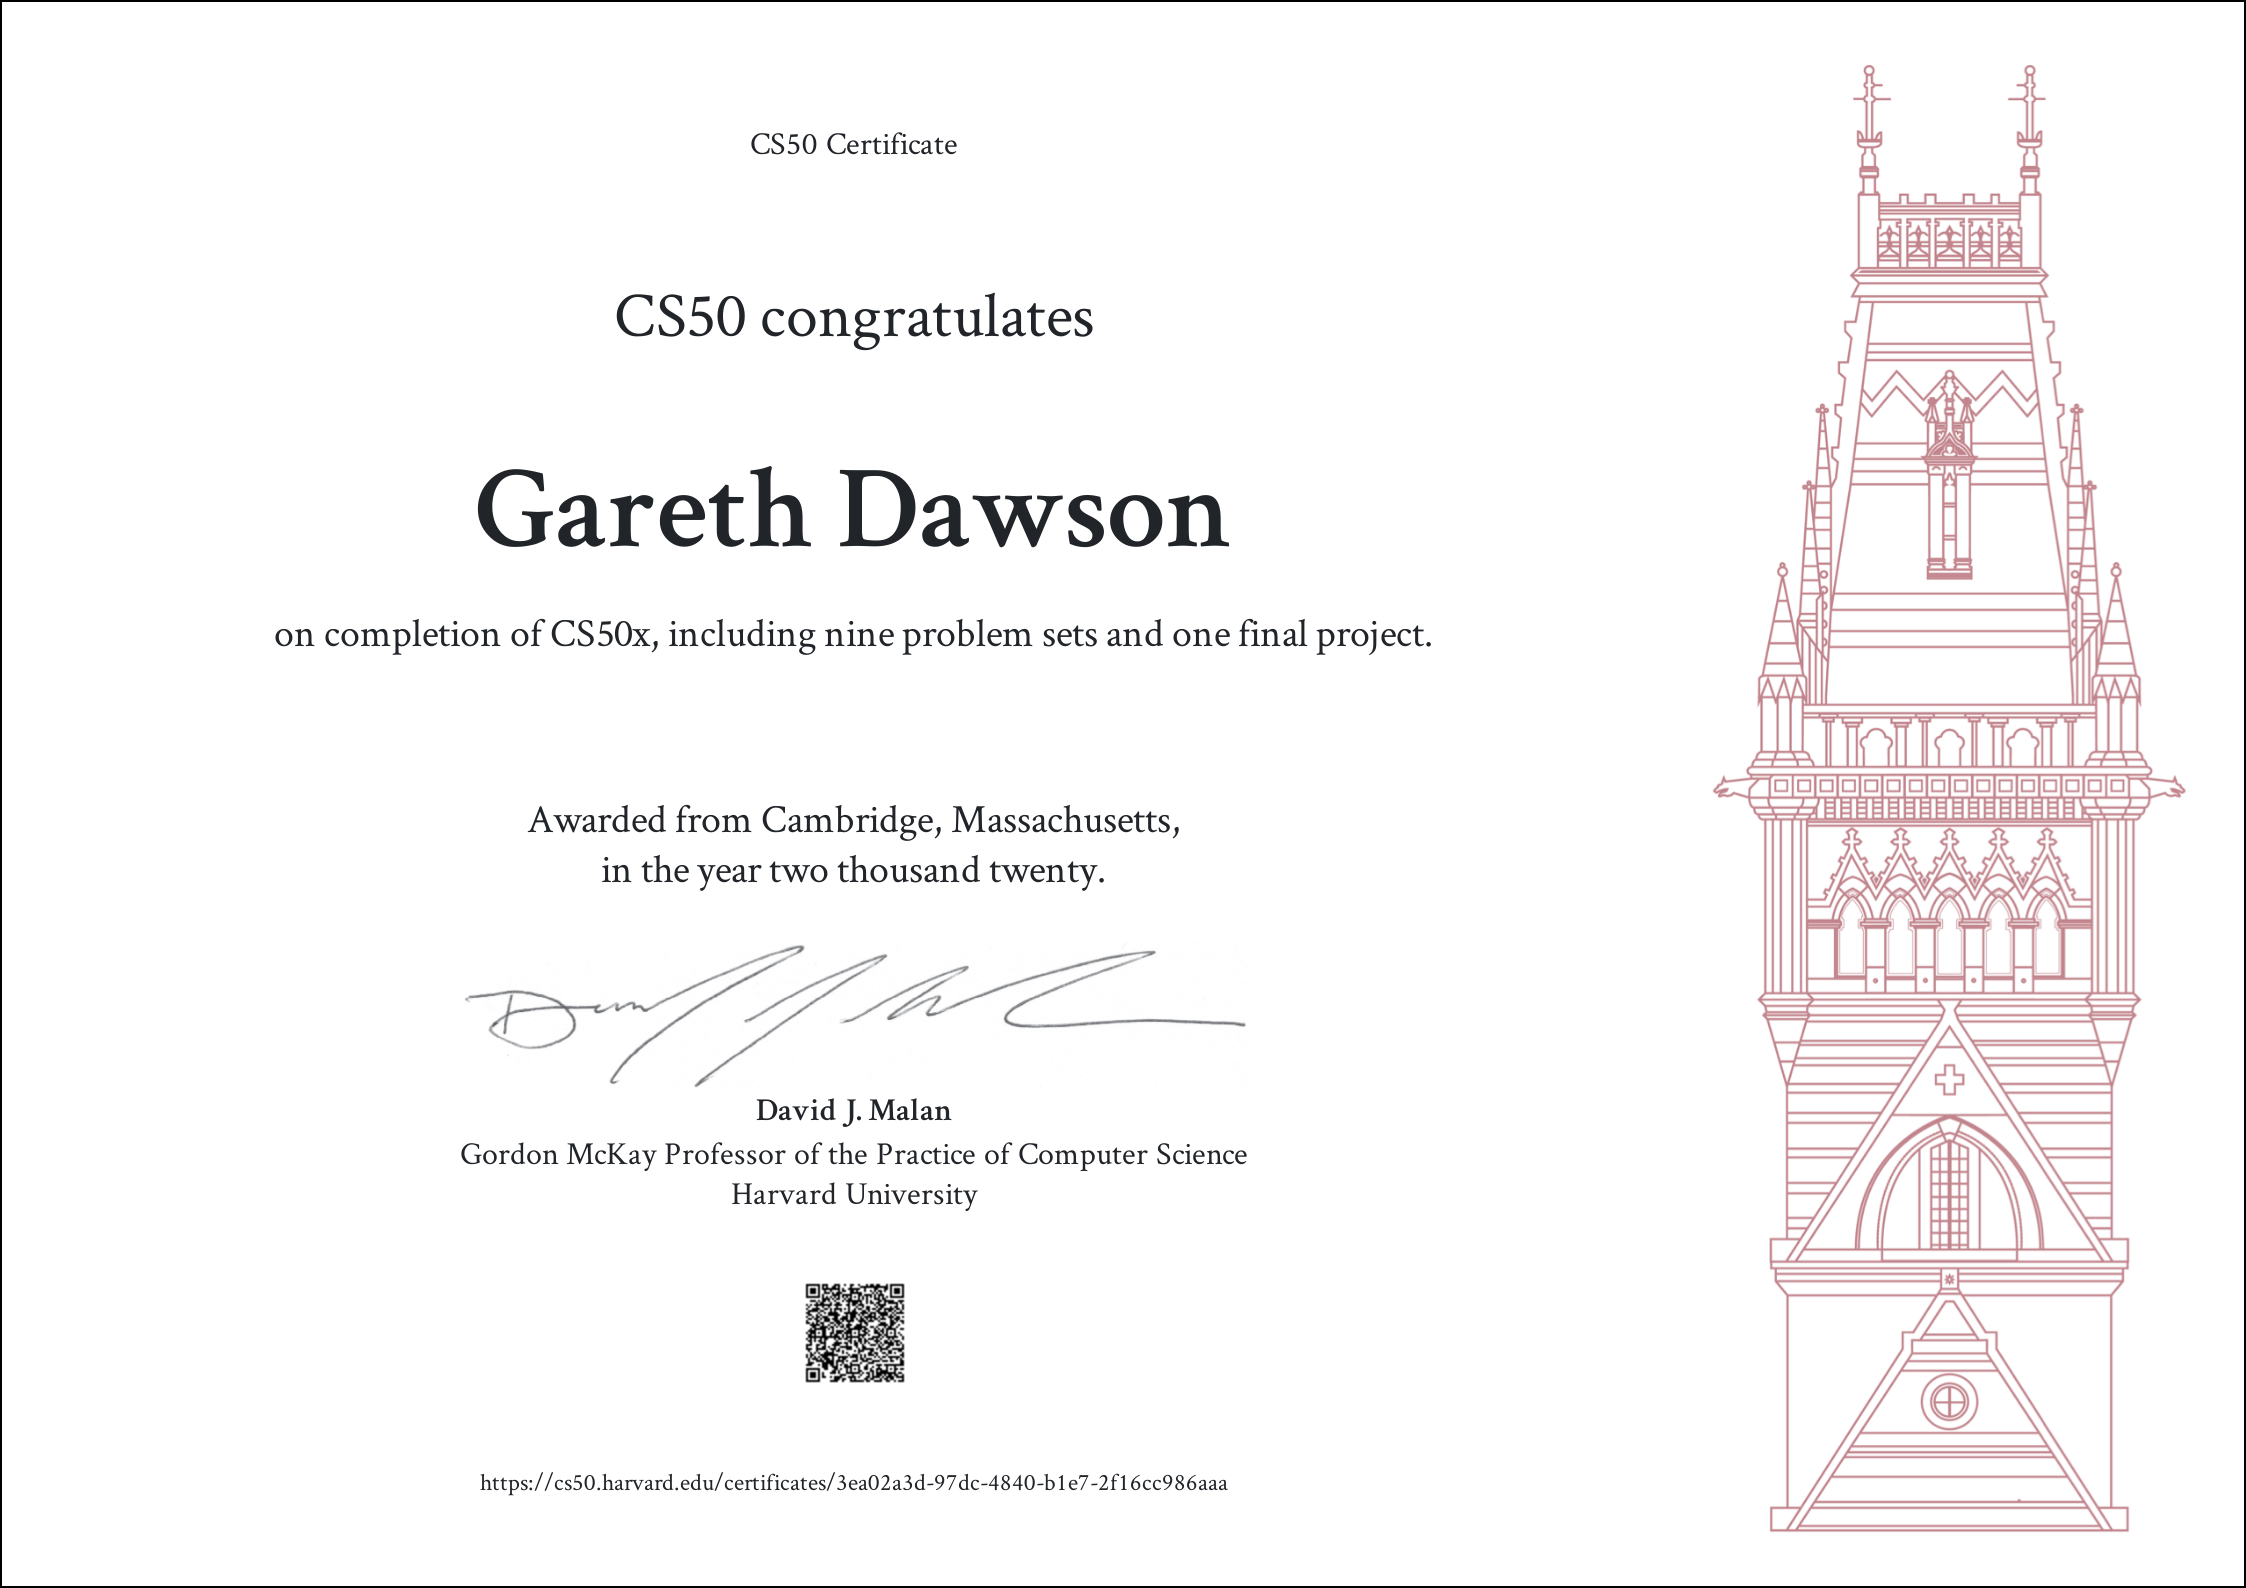 CS50 Certificate
CS50 congratulates
Gareth Dawson
on completion of CS50x, including nine problem sets and one final project.
Awarded from Cambridge, Massachusetts,
in the year two thousand twenty.
David J. Malan
Gordon McKay Professor of the Practice of Computer Science
Harvard University
https://cs50.harvard.edu/certificates/3ea02a3d-97dc-4840-b1e7-2f16cc986aaa